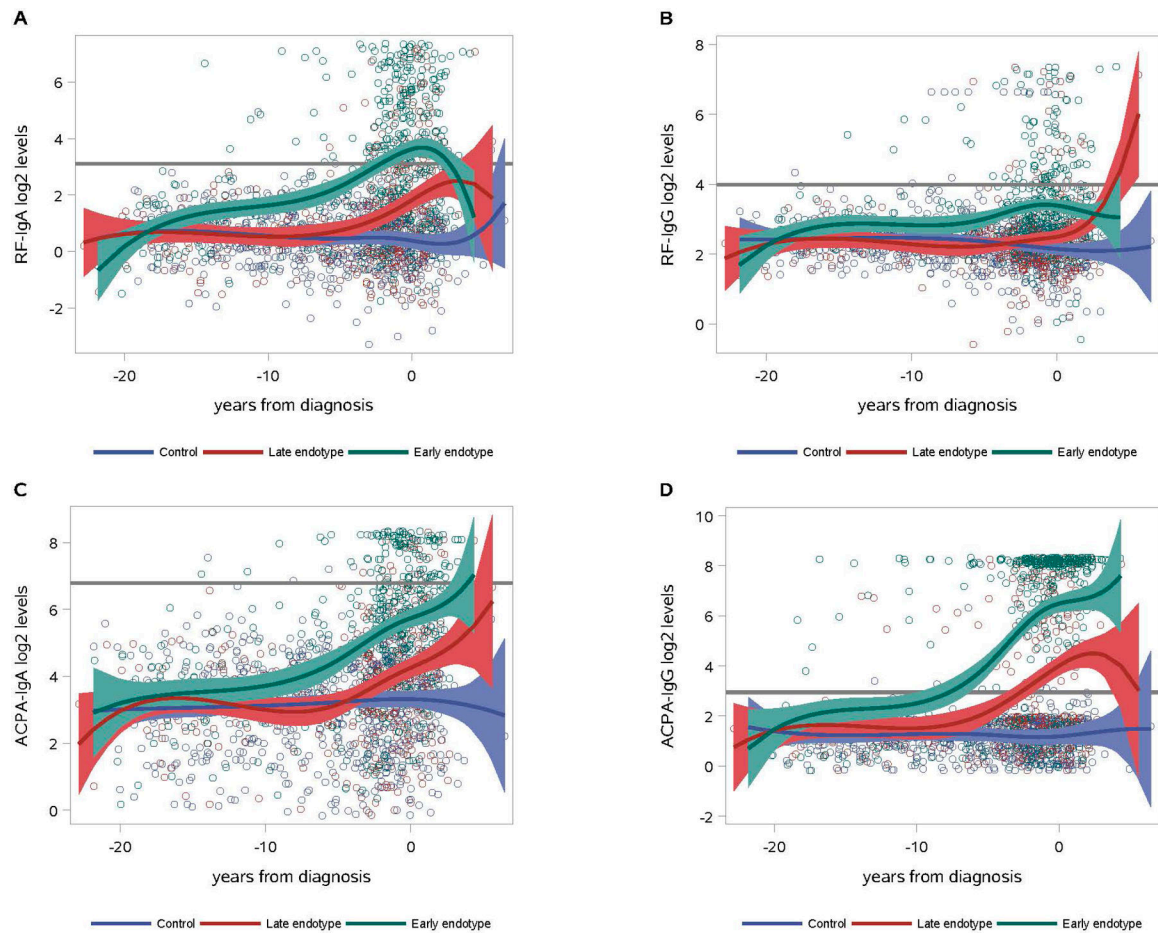 A
RF-IgA log2 levels
6
4
2
0
-2
-20 -10 0
years from diagnosis
Control Late endotype Early endotype
B
RF-IgG log2 levels
8
6
4
2
0
-20 -10 0
years from diagnosis
Control Late endotype Early endotype
C
ACPA-IgA log2 levels
8
6
4
2
0
-20 -10 0
years from diagnosis
Control Late endotype Early endotype
D
ACPA-IgG log2 levels
10
8
6
4
2
0
-2
-20 -10 0
years from diagnosis
Control Late endotype Early endotype